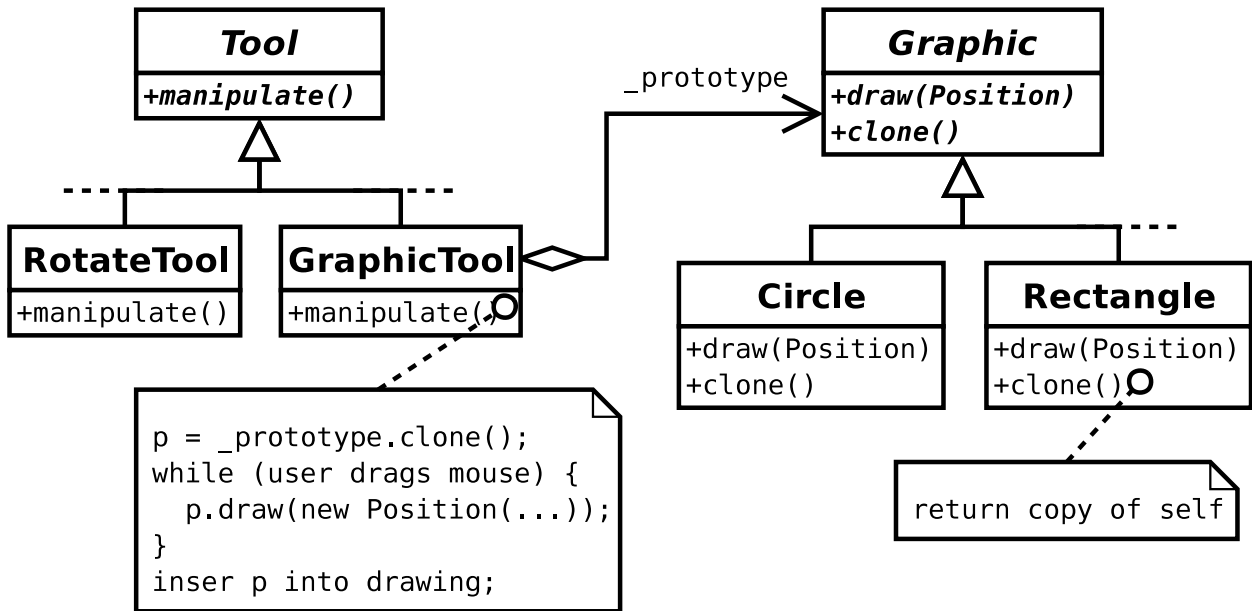 Tool
+manipulate()
_prototype
Graphic
+draw(Position)
+clone()
RotateTool
+manipulate()
GraphicTool
+manipulate()
Circle
+draw(Position)
+clone()
Rectangle
+draw(Position)
+clone()
p = _prototype.clone();
while (user drags mouse) {
  p.draw(new Position(...));
}
inser p into drawing;
return copy of self